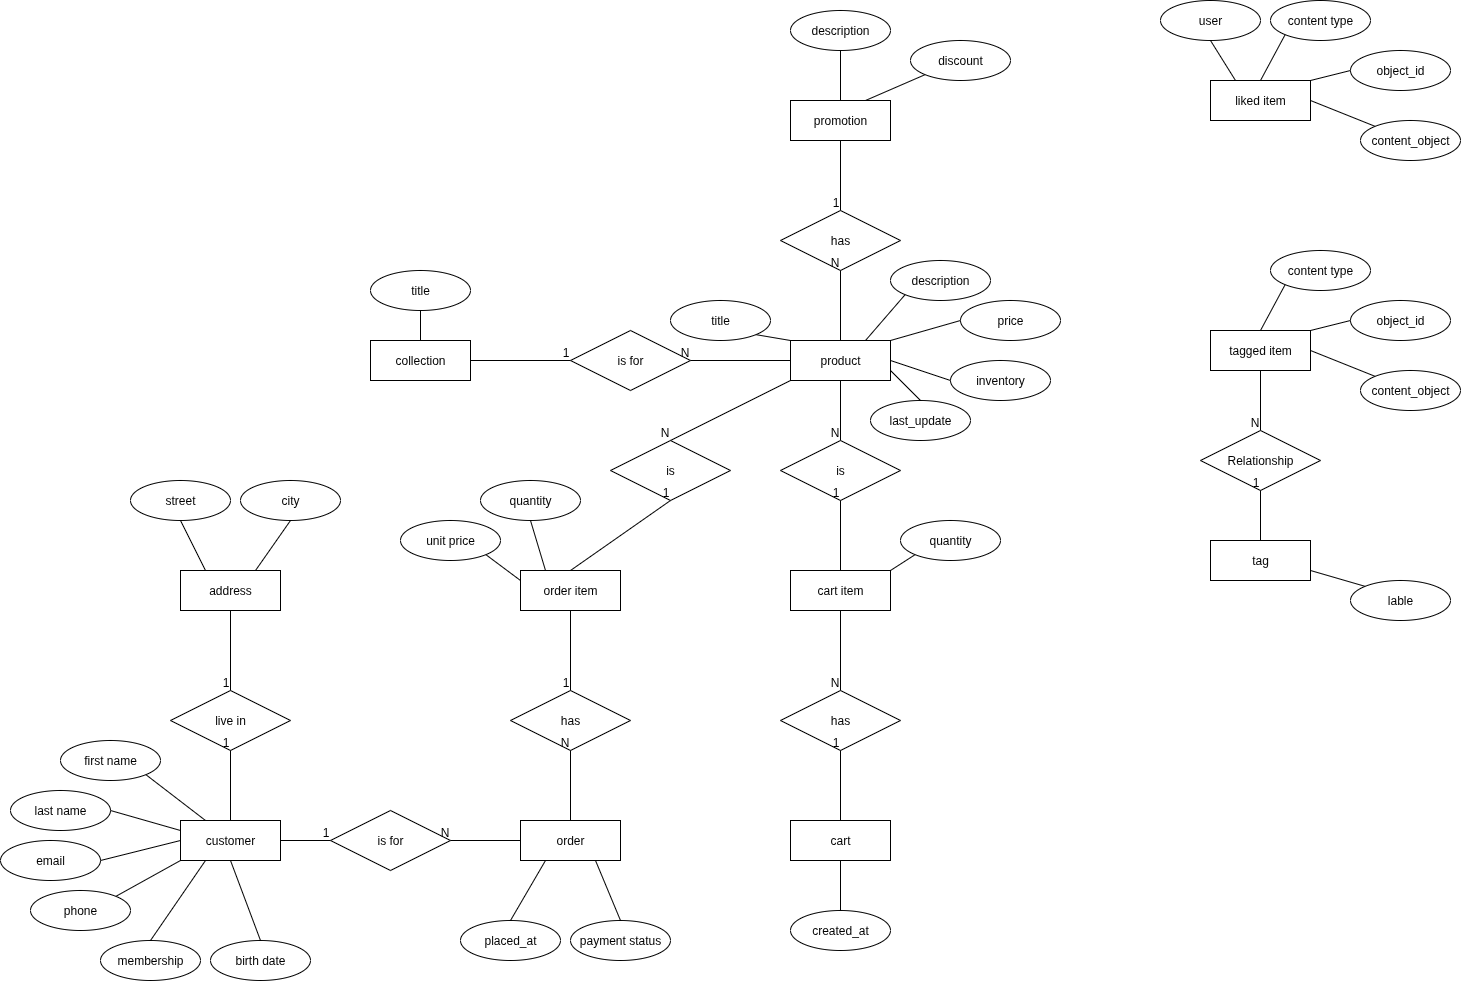 user
content type
description
discount
object_id
liked item
promotion
content_object
1
has
N
content type
description
title
title
price
object_id
1
N
tagged item
collection
is for
product
inventory
content_object
last_update
N
N
N
Relationship
is
is
1
1
1
street
city
quantity
unit price
quantity
tag
address
order item
cart item
lable
1
1
N
live in
has
has
1
N
1
first name
last name
1
N
customer
is for
order
cart
email
phone
created_at
placed_at
payment status
membership
birth date